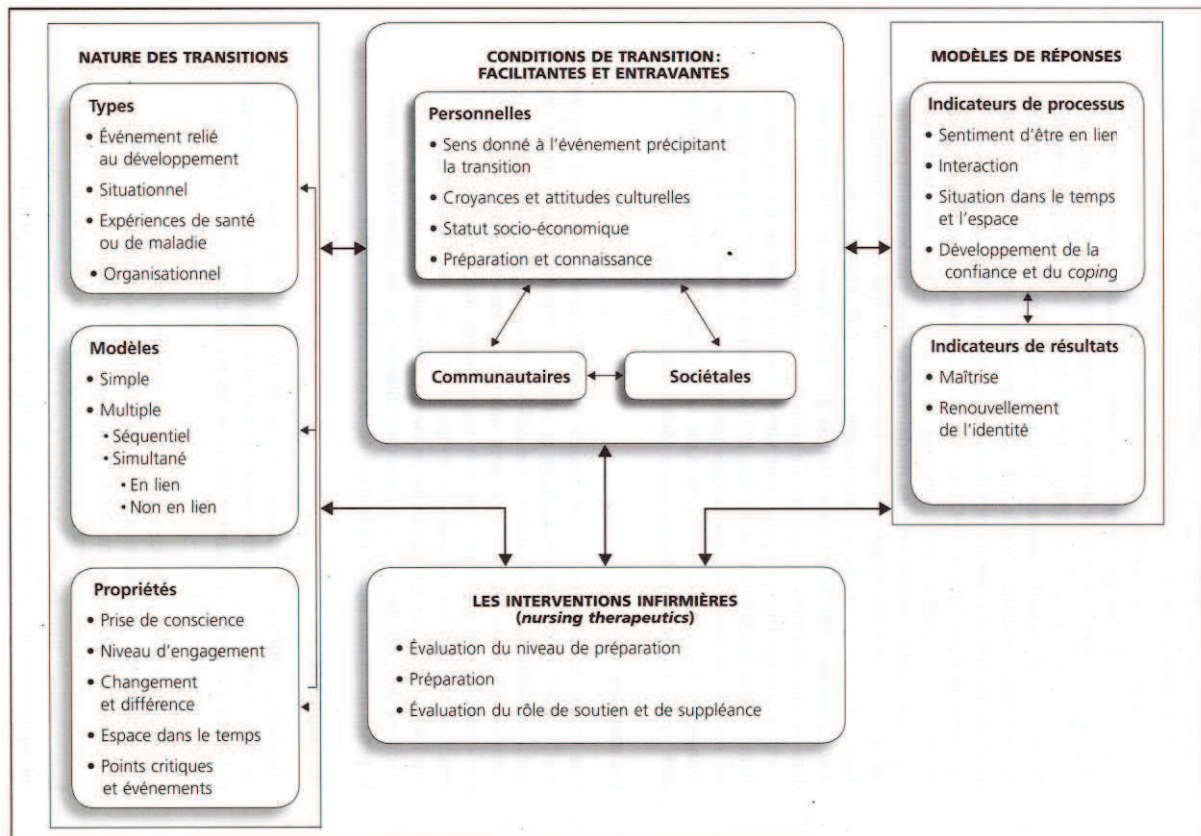 NATURE DES TRANSITIONS
Types
• Événement relié
au développement
• Situationnel
• Expériences de santé
ou de maladie
• Organisationnel
Modèles
• Simple
• Multiple
• Séquentiel
• Simultané
• En lien
• Non en lien
Propriétés
• Prise de conscience
• Niveau d'engagement
• Changement
et différence
• Espace dans le temps
• Points critiques
et événements
CONDITIONS DE TRANSITION:
FACILITANTES ET ENTRAVANTES
Personnelles
• Sens donné à l'événement précipitant
la transition
• Croyances et attitudes culturelles
• Statut socio-économique
• Préparation et connaissance
Communautaires
Sociétales
LES INTERVENTIONS INFIRMIÈRES
(nursing therapeutics)
• Évaluation du niveau de préparation
• Préparation
• Évaluation du rôle de soutien et de suppléance
MODÈLES DE RÉPONSES
Indicateurs de processus
• Sentiment d'être en lien
• Interaction
• Situation dans le temps
et l'espace
• Développement de la
confiance et du coping
Indicateurs de résultats
• Maîtrise
• Renouvellement
de l'identité